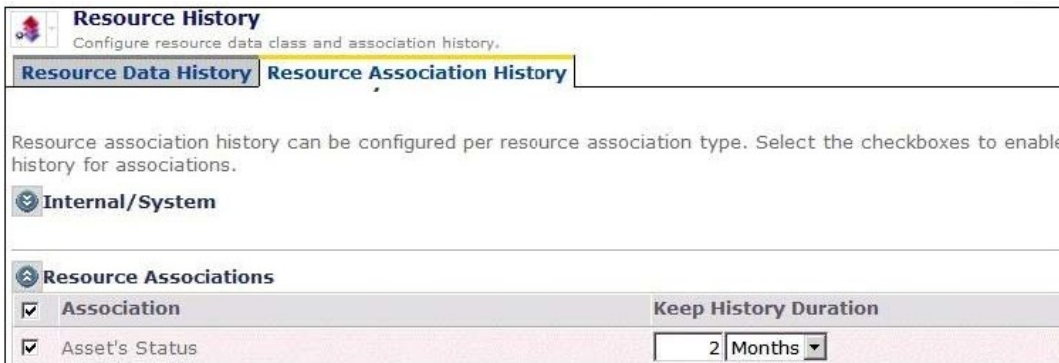 Resource History
Configure resource data class and association history.
Resource Data History Resource Association History
Resource association history can be configured per resource association type. Select the checkboxes to enable
history for associations.
Internal/System
Resource Associations
Association Keep History Duration
Asset's Status 2 Months